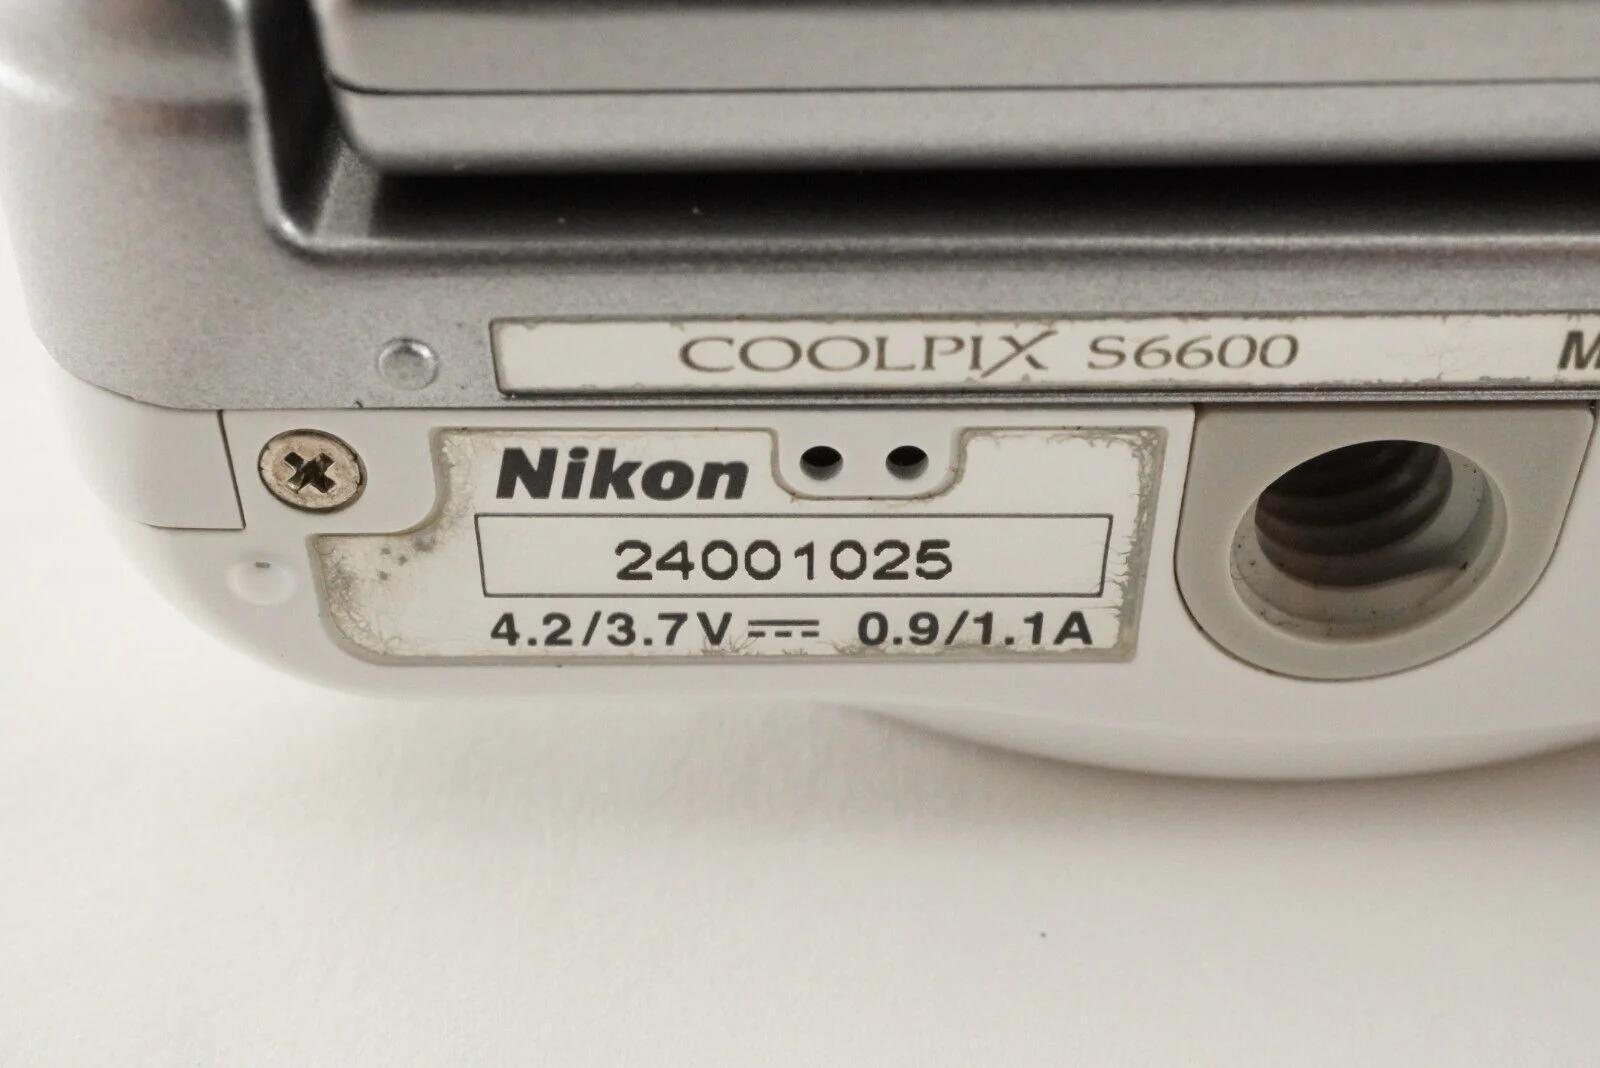 COOLPIX S6600
Nikon
24001025
4.2/3.7V⎓ 0.9/1.1A